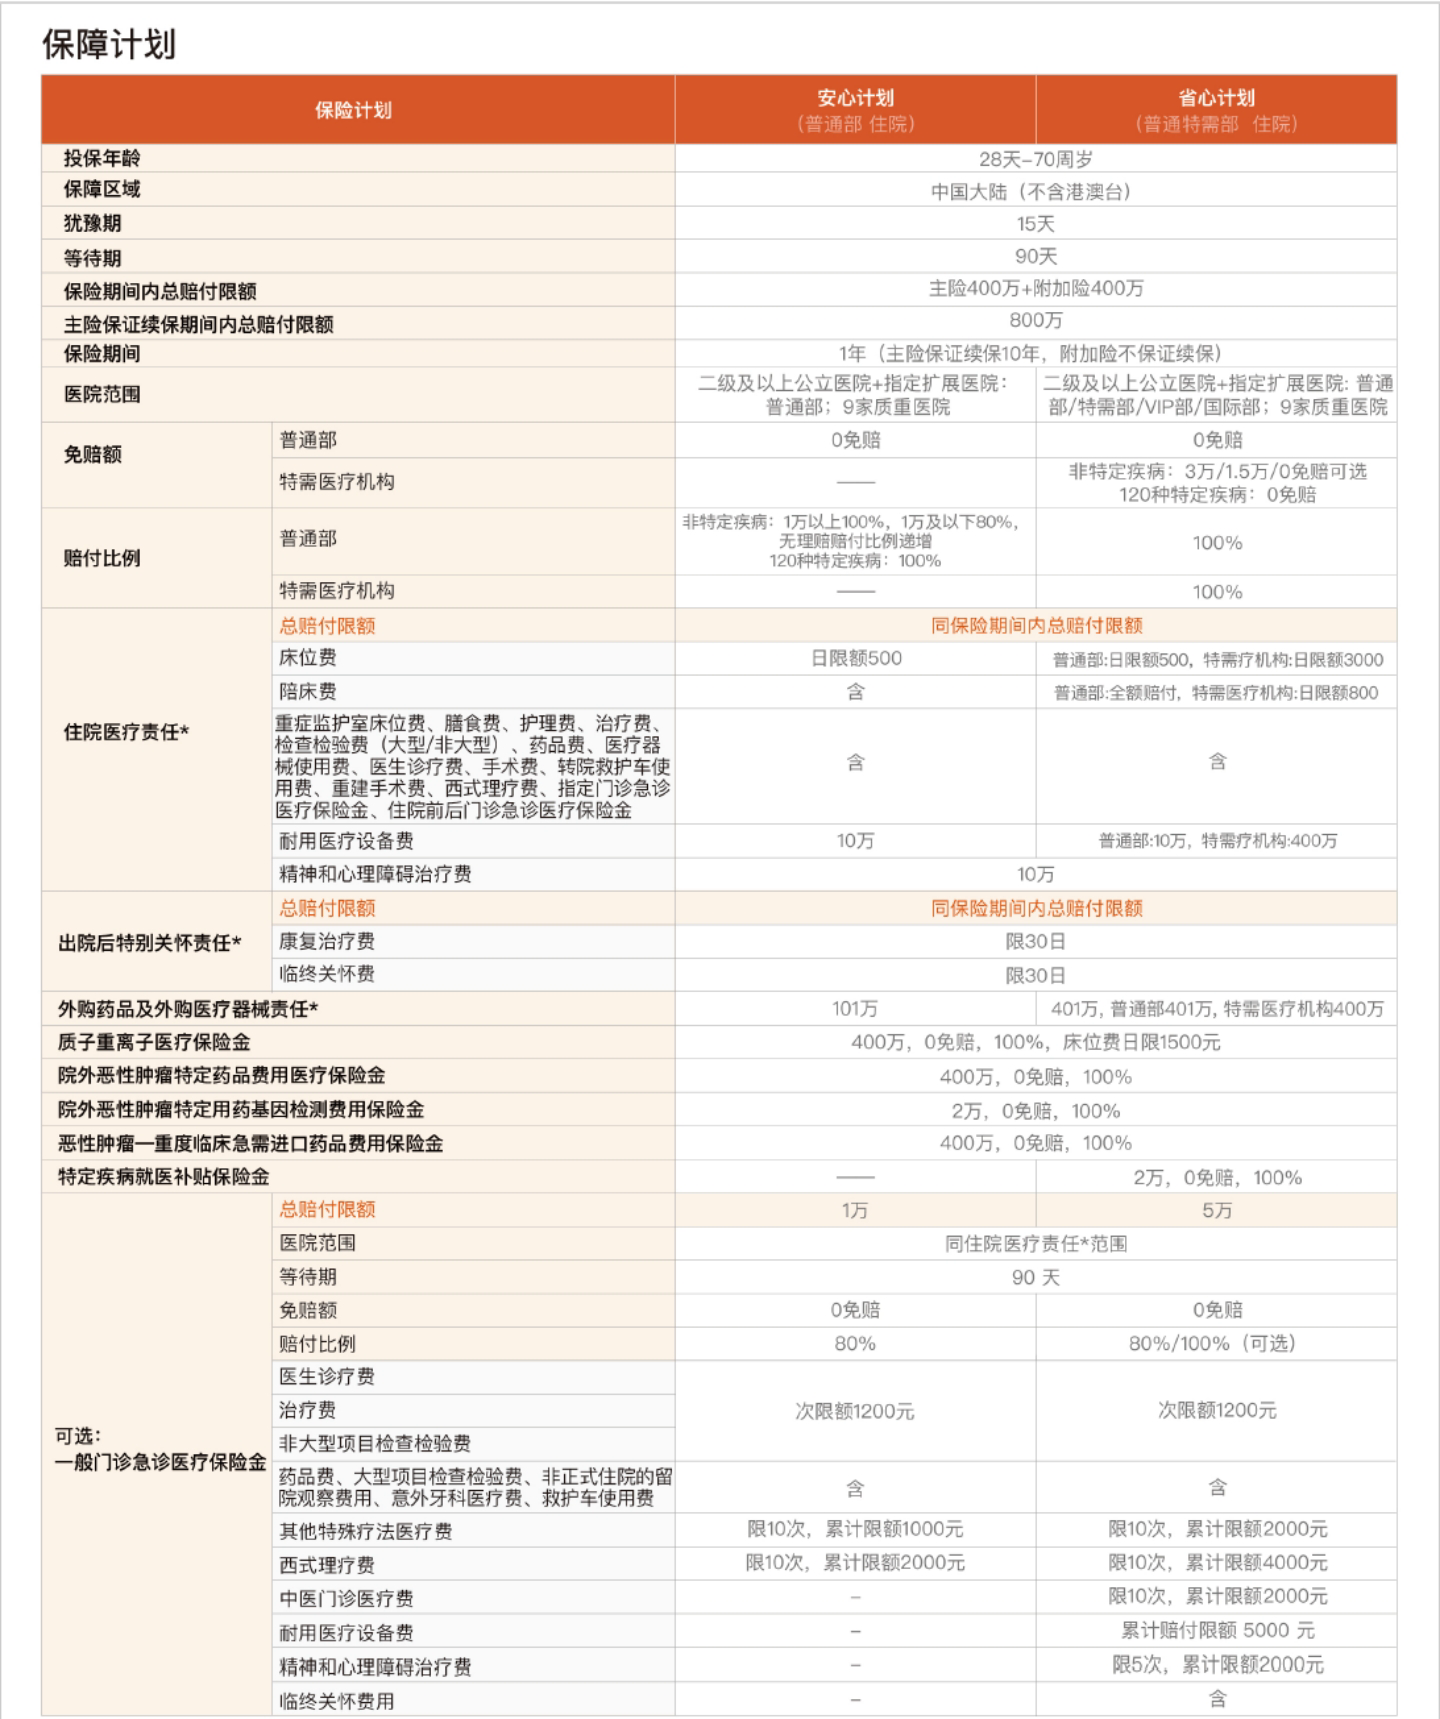 保障计划
保险计划
安心计划
（普通部 住院）
省心计划
（普通特需部 住院）
投保年龄
28天-70周岁
保障区域
中国大陆（不含港澳台）
犹豫期
15天
等待期
90天
保险期间内总赔付限额
主险400万+附加险400万
主险保证续保期间内总赔付限额
800万
保险期间
1年（主险保证续保10年，附加险不保证续保）
医院范围
二级及以上公立医院+指定扩展医院：
普通部；9家质重医院
二级及以上公立医院+指定扩展医院: 普通
部/特需部/VIP部/国际部；9家质重医院
免赔额
普通部
0免赔
0免赔
特需医疗机构
——
非特定疾病：3万/1.5万/0免赔可选
120种特定疾病：0免赔
赔付比例
普通部
非特定疾病：1万以上100%，1万及以下80%，
无理赔赔付比例递增
120种特定疾病：100%
100%
特需医疗机构
——
100%
住院医疗责任*
总赔付限额
同保险期间内总赔付限额
床位费
日限额500
普通部:日限额500，特需疗机构:日限额3000
陪床费
含
普通部:全额赔付，特需医疗机构:日限额800
重症监护室床位费、膳食费、护理费、治疗费、
检查检验费（大型/非大型）、药品费、医疗器
械使用费、医生诊疗费、手术费、转院救护车使
用费、重建手术费、西式理疗费、指定门诊急诊
医疗保险金、住院前后门诊急诊医疗保险金
含
含
耐用医疗设备费
10万
普通部:10万，特需疗机构:400万
精神和心理障碍治疗费
10万
出院后特别关怀责任*
总赔付限额
同保险期间内总赔付限额
康复治疗费
限30日
临终关怀费
限30日
外购药品及外购医疗器械责任*
101万
401万, 普通部401万, 特需医疗机构400万
质子重离子医疗保险金
400万，0免赔，100%，床位费日限1500元
院外恶性肿瘤特定药品费用医疗保险金
400万，0免赔，100%
院外恶性肿瘤特定用药基因检测费用保险金
2万，0免赔，100%
恶性肿瘤一重度临床急需进口药品费用保险金
400万，0免赔，100%
特定疾病就医补贴保险金
——
2万，0免赔，100%
可选：
一般门诊急诊医疗保险金
总赔付限额
1万
5万
医院范围
同住院医疗责任*范围
等待期
90 天
免赔额
0免赔
0免赔
赔付比例
80%
80%/100%（可选）
医生诊疗费
治疗费
非大型项目检查检验费
次限额1200元
次限额1200元
药品费、大型项目检查检验费、非正式住院的留
院观察费用、意外牙科医疗费、救护车使用费
含
含
其他特殊疗法医疗费
限10次，累计限额1000元
限10次，累计限额2000元
西式理疗费
限10次，累计限额2000元
限10次，累计限额4000元
中医门诊医疗费
–
限10次，累计限额2000元
耐用医疗设备费
–
累计赔付限额 5000 元
精神和心理障碍治疗费
–
限5次，累计限额2000元
临终关怀费用
–
含